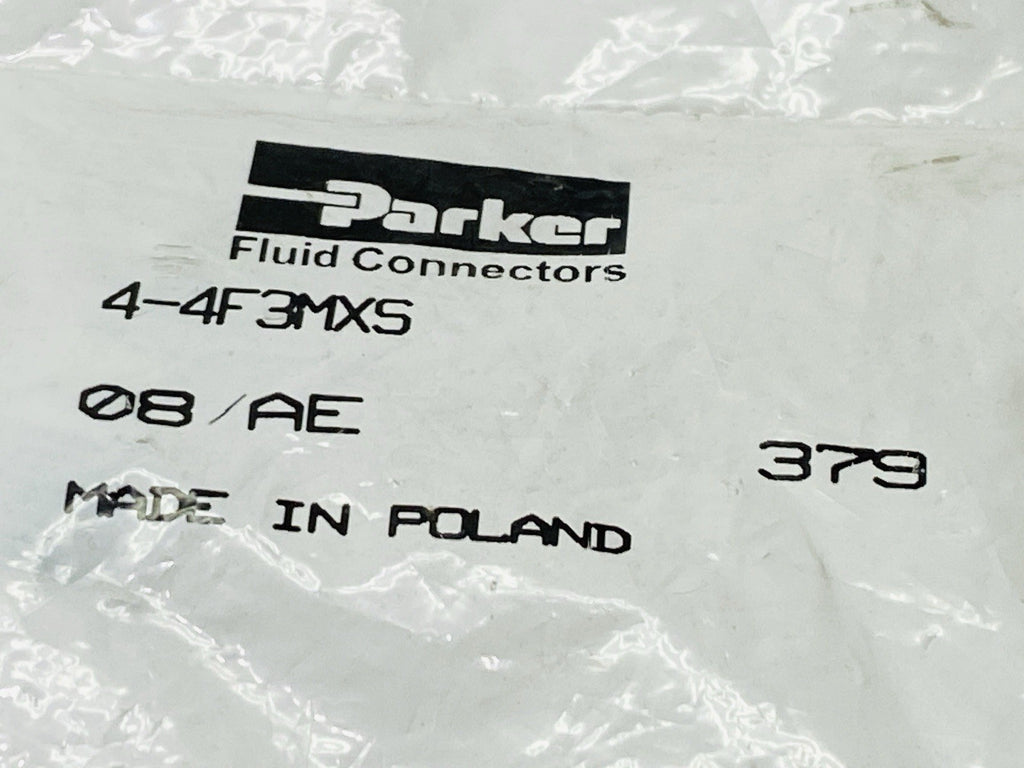 Parker
Fluid Connectors
4-4F3MXS
08/AE
379
MADE IN POLAND